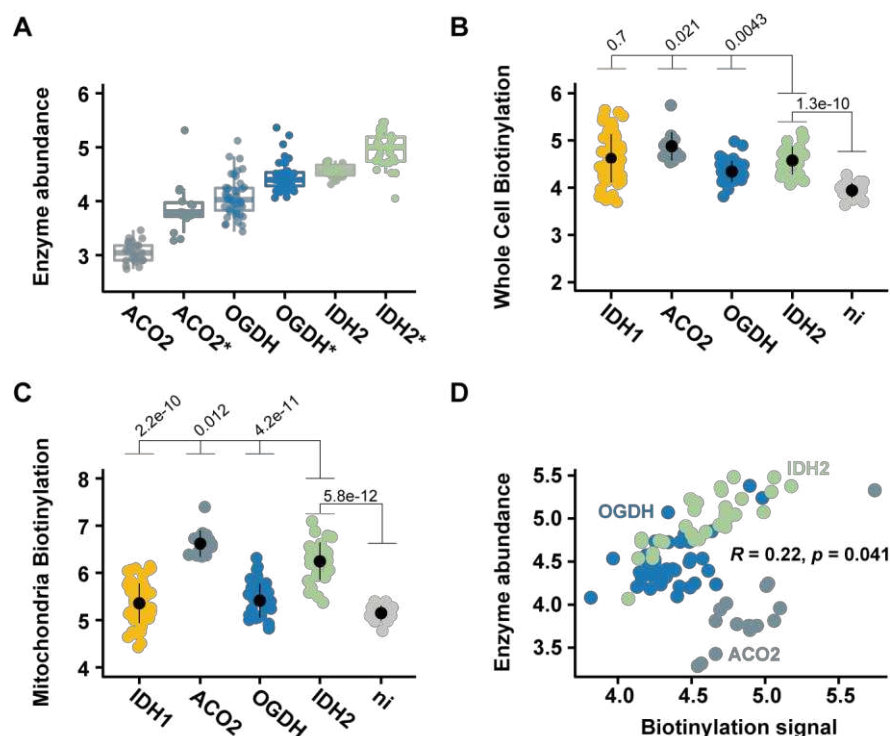 A
Enzyme abundance
6
5
4
3
ACO2
ACO2*
OGDH
OGDH*
IDH2
IDH2*
B
Whole Cell Biotinylation
0.7
0.021
0.0043
1.3e-10
6
5
4
3
2
IDH1
ACO2
OGDH
IDH2
ni
C
Mitochondria Biotinylation
2.2e-10
0.012
4.2e-11
5.8e-12
8
7
6
5
4
IDH1
ACO2
OGDH
IDH2
ni
D
Enzyme abundance
5.5
5.0
4.5
4.0
3.5
IDH2
OGDH
R = 0.22, p = 0.041
ACO2
4.0 4.5 5.0 5.5
Biotinylation signal